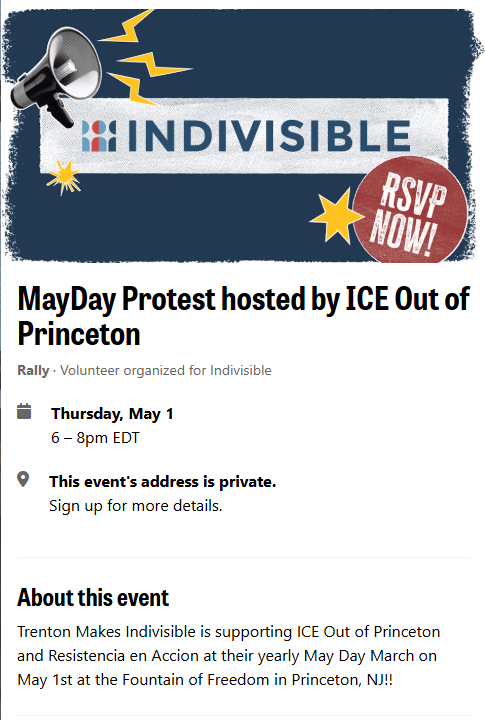 INDIVISIBLE
RSVP
NOW!
MayDay Protest hosted by ICE Out of
Princeton
Rally · Volunteer organized for Indivisible
Thursday, May 1
6 – 8pm EDT
This event's address is private.
Sign up for more details.
About this event
Trenton Makes Indivisible is supporting ICE Out of Princeton
and Resistencia en Accion at their yearly May Day March on
May 1st at the Fountain of Freedom in Princeton, NJ!!